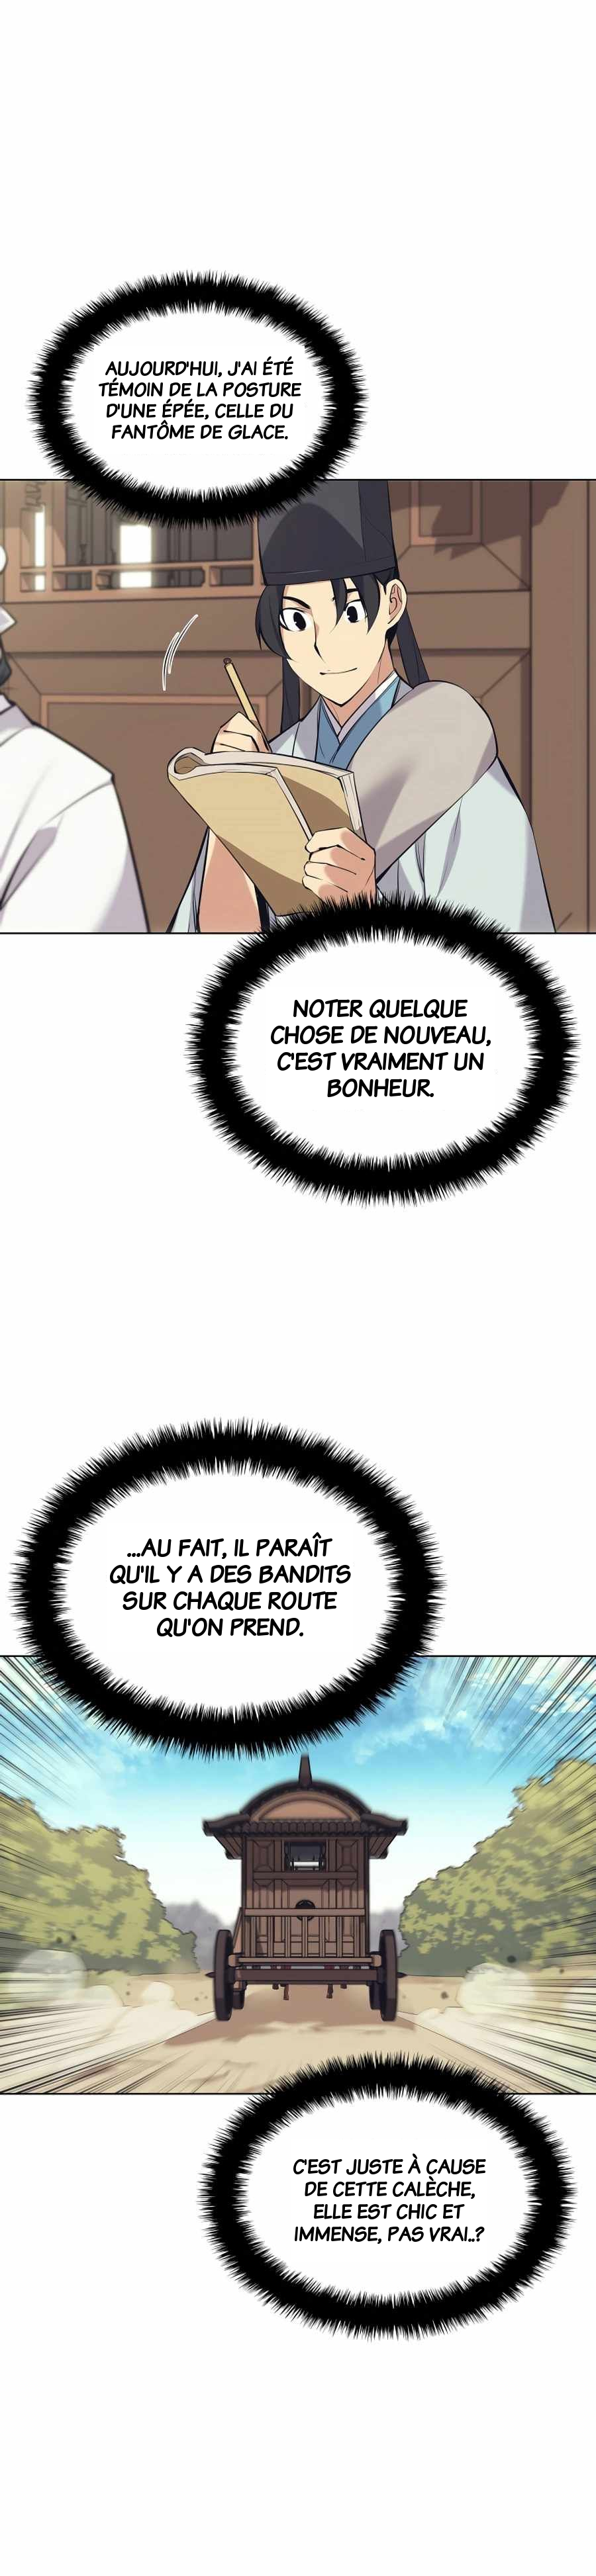 AUJOURD'HUI, J'AI ÉTÉ
TÉMOIN DE LA POSTURE
D'UNE ÉPÉE, CELLE DU
FANTÔME DE GLACE.
NOTER QUELQUE
CHOSE DE NOUVEAU,
C'EST VRAIMENT UN
BONHEUR.
...AU FAIT, IL PARAÎT
QU'IL Y A DES BANDITS
SUR CHAQUE ROUTE
QU'ON PREND.
C'EST JUSTE À CAUSE
DE CETTE CALÈCHE,
ELLE EST CHIC ET
IMMENSE, PAS VRAI..?